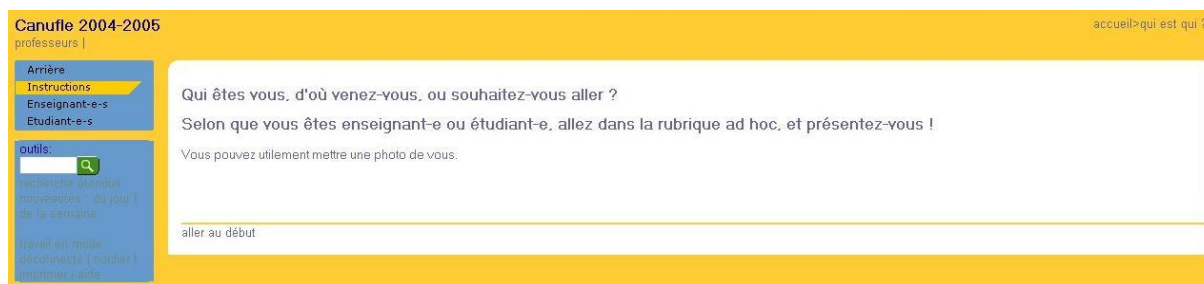 Canufle 2004-2005
professeurs |
accueil>qui est qui ?
Arrière
Instructions
Enseignant-e-s
Etudiant-e-s
outils:
recherche étendue
nouveautés : du jour |
de la semaine
travail en mode
déconnecté | no(di)er |
imprimer | aide
Qui êtes vous, d'où venez-vous, ou souhaitez-vous aller ?
Selon que vous êtes enseignant-e ou étudiant-e, allez dans la rubrique ad hoc, et présentez-vous !
Vous pouvez utilement mettre une photo de vous.
aller au début